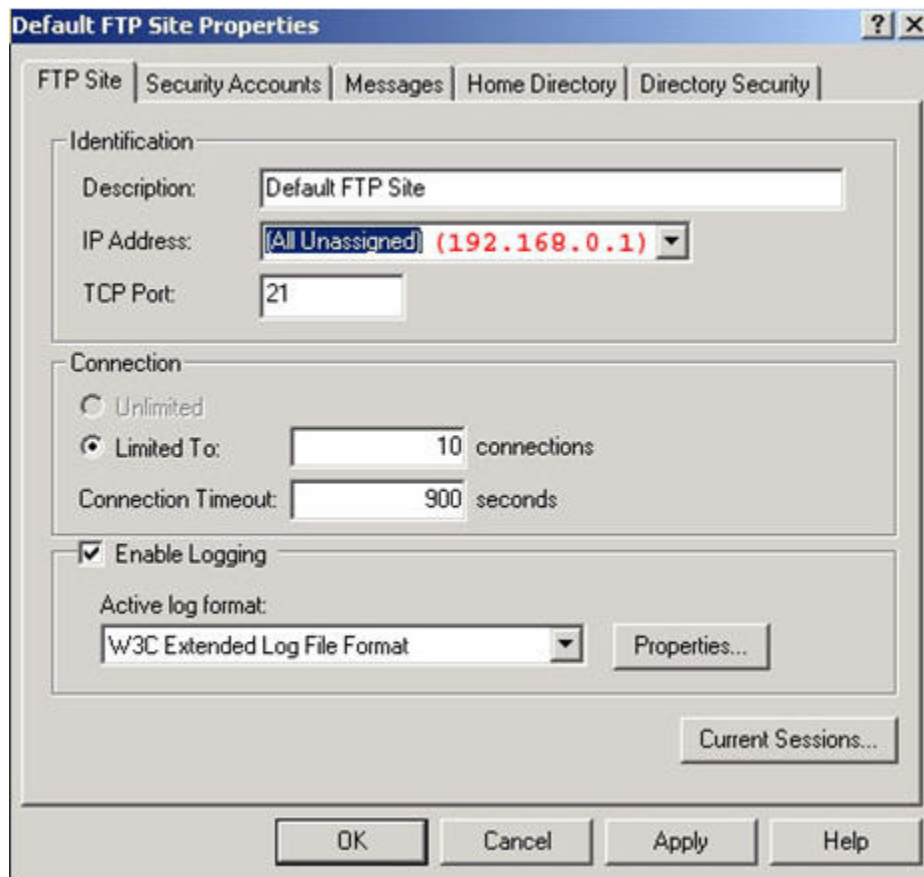 Default FTP Site Properties
FTP Site Security Accounts Messages Home Directory Directory Security
Identification
Description: Default FTP Site
IP Address: (All Unassigned) (192.168.0.1)
TCP Port: 21
Connection
Unlimited
Limited To: 10 connections
Connection Timeout: 900 seconds
Enable Logging
Active log format:
W3C Extended Log File Format Properties...
Current Sessions...
OK Cancel Apply Help